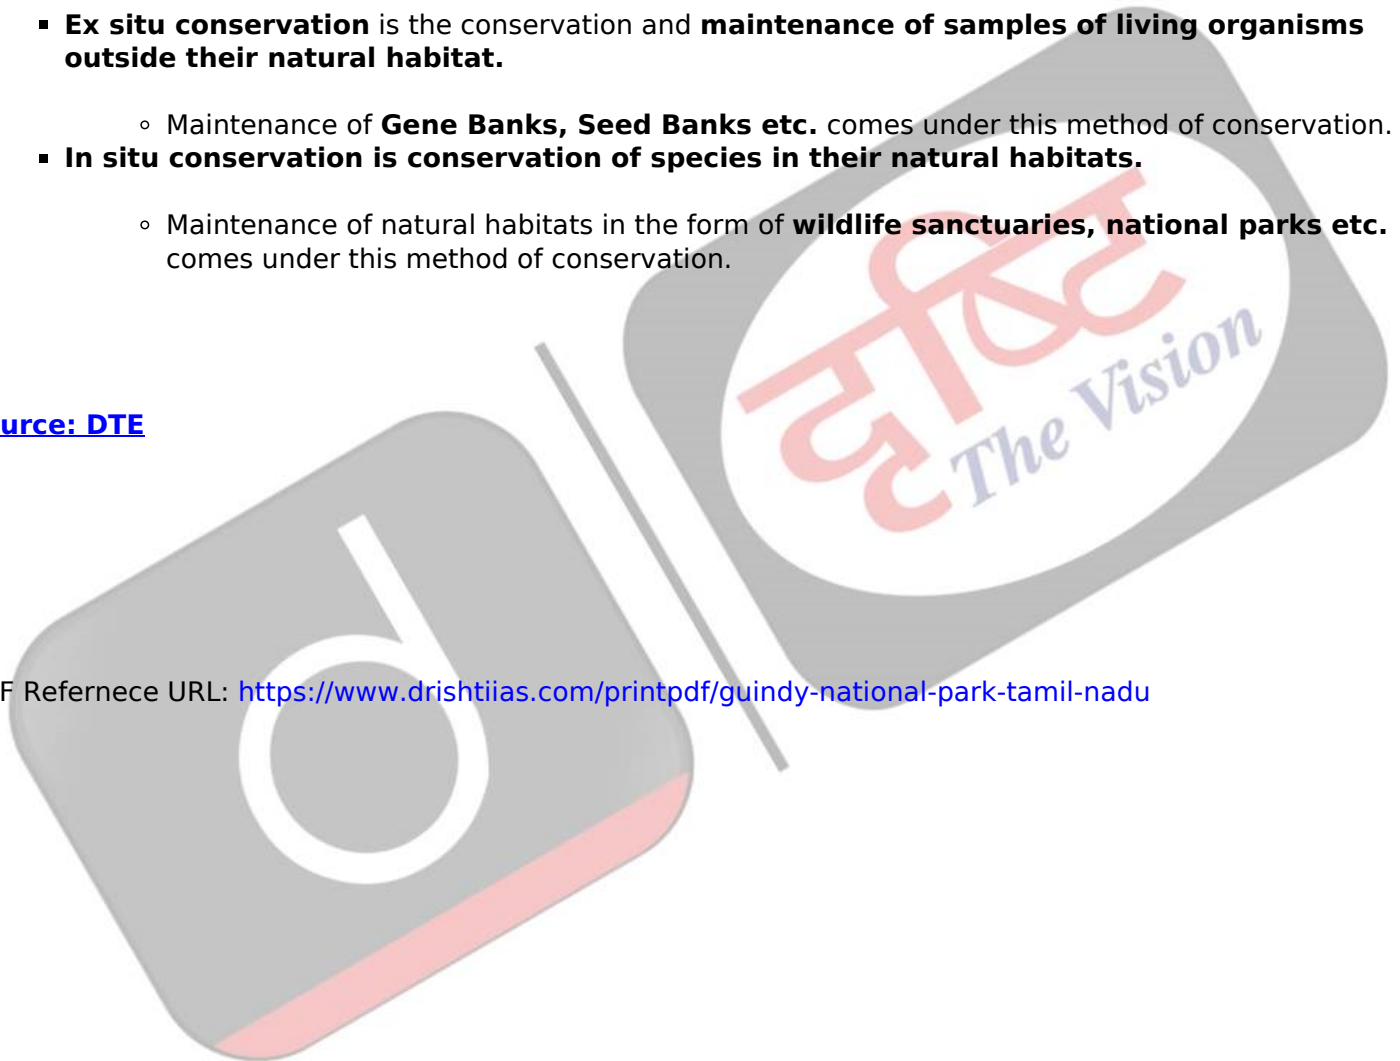 ▪ Ex situ conservation is the conservation and maintenance of samples of living organisms
outside their natural habitat.
◦ Maintenance of Gene Banks, Seed Banks etc. comes under this method of conservation.
▪ In situ conservation is conservation of species in their natural habitats.
◦ Maintenance of natural habitats in the form of wildlife sanctuaries, national parks etc.
comes under this method of conservation.
दृष्टि
The Vision
urce: DTE
d
F Refernece URL: https://www.drishtiias.com/printpdf/guindy-national-park-tamil-nadu